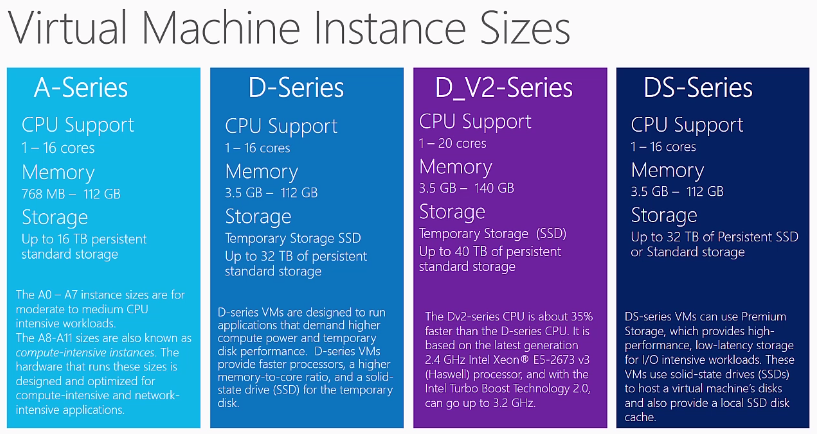 Virtual Machine Instance Sizes
A-Series
CPU Support
1 – 16 cores
Memory
768 MB – 112 GB
Storage
Up to 16 TB persistent
standard storage
The A0 – A7 instance sizes are for
moderate to medium CPU
intensive workloads.
The A8-A11 sizes are also known as
compute-intensive instances. The
hardware that runs these sizes is
designed and optimized for
compute-intensive and network-
intensive applications.
D-Series
CPU Support
1 – 16 cores
Memory
3.5 GB – 112 GB
Storage
Temporary Storage SSD
Up to 32 TB of persistent
standard storage
D-series VMs are designed to run
applications that demand higher
compute power and temporary
disk performance. D-series VMs
provide faster processors, a higher
memory-to-core ratio, and a solid-
state drive (SSD) for the temporary
disk.
D_V2-Series
CPU Support
1 – 20 cores
Memory
3.5 GB – 140 GB
Storage
Temporary Storage (SSD)
Up to 40 TB of persistent
standard storage
The Dv2-series CPU is about 35%
faster than the D-series CPU. It is
based on the latest generation
2.4 GHz Intel Xeon® E5-2673 v3
(Haswell) processor, and with the
Intel Turbo Boost Technology 2.0,
can go up to 3.2 GHz.
DS-Series
CPU Support
1 – 16 cores
Memory
3.5 GB – 112 GB
Storage
Up to 32 TB of Persistent SSD
or Standard storage
DS-series VMs can use Premium
Storage, which provides high-
performance, low-latency storage
for I/O intensive workloads. These
VMs use solid-state drives (SSDs)
to host a virtual machine's disks
and also provide a local SSD disk
cache.